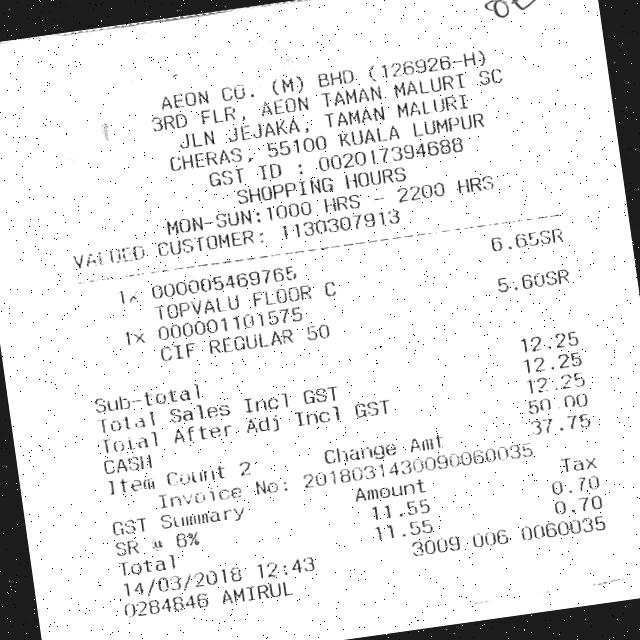 AEON CO. (M) BHD (126926-H)
3RD FLR, AEON TAMAN MALURI SC
JLN JEJAKA, TAMAN MALURI
CHERAS, 55100 KUALA LUMPUR
GST ID : 002017394688
SHOPPING HOURS
MON-SUN:1000 HRS - 2200 HRS
VALUED CUSTOMER: 1130307913
1x 000005469765 6.65SR
TOPVALU FLOOR C
1x 000001101575 5.60SR
CIF REGULAR 50
Sub-total 12.25
Total Sales Incl GST 12.25
Total After Adj Incl GST 12.25
CASH 50.00
Item Count 2 Change Amt 37.75
Invoice No: 2018031430090060035
GST Summary Amount Tax
SR @ 6% 11.55 0.70
Total 11.55 0.70
14/03/2018 12:43 3009 006 0060035
0284846 AMIRUL